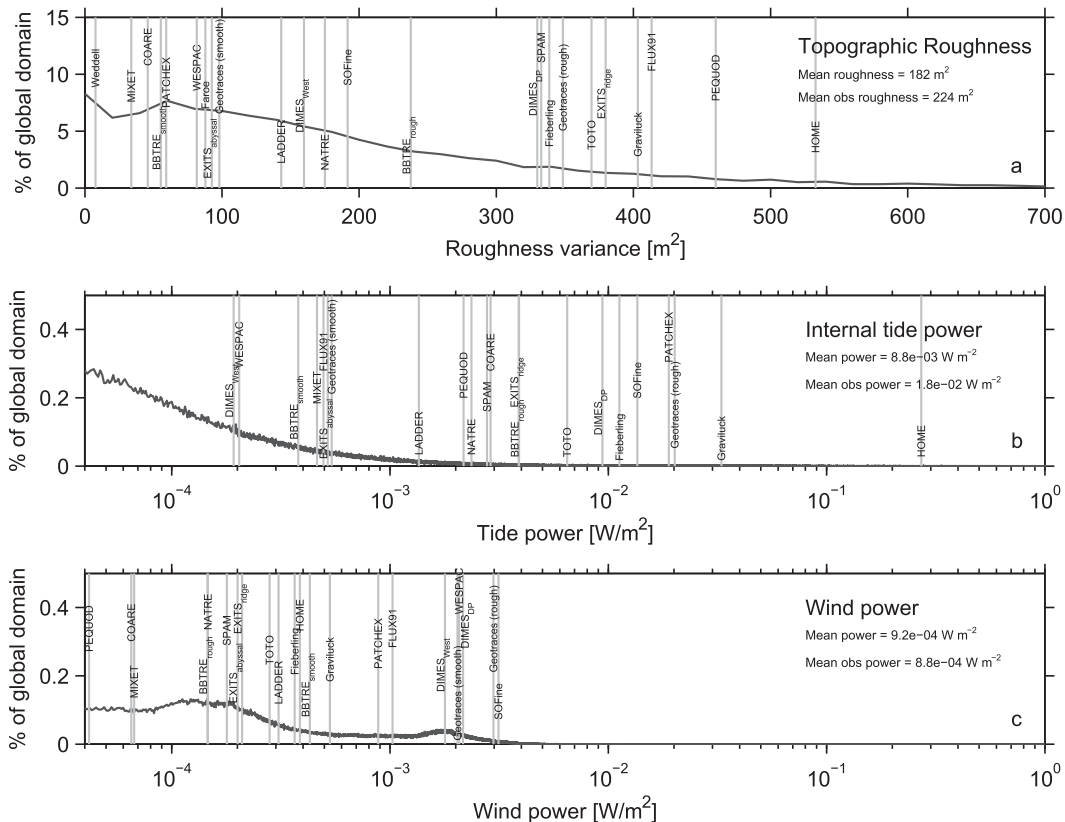 15
10
5
0
% of global domain
Weddell
MIXET
COARE
BBTRE smooth
PATCHEX
WESPAC
Faroe
EXITS abyssal
Geotraces (smooth)
LADDER
DIMES West
NATRE
SOFine
BBTRE rough
DIMES DP
SPAM
Fieberling
Geotraces (rough)
TOTO
EXITS ridge
Graviluck
FLUX91
PEQUOD
HOME
Topographic Roughness
Mean roughness = 182 m²
Mean obs roughness = 224 m²
a
0 100 200 300 400 500 600 700
Roughness variance [m²]
0.4
0.2
0
% of global domain
DIMES West
WESPAC
BBTRE smooth
MIXET
EXITS abyssal
FLUX91
Geotraces (smooth)
LADDER
PEQUOD
NATRE
SPAM
COARE
BBTRE rough
EXITS ridge
TOTO
DIMES DP
Fieberling
SOFine
PATCHEX
Geotraces (rough)
Graviluck
HOME
Internal tide power
Mean power = 8.8e−03 W m⁻²
Mean obs power = 1.8e−02 W m⁻²
b
10⁻⁴ 10⁻³ 10⁻² 10⁻¹ 10⁰
Tide power [W/m²]
0.4
0.2
0
% of global domain
PEQUOD
COARE
MIXET
BBTRE rough
NATRE
SPAM
EXITS abyssal
EXITS ridge
TOTO
LADDER
Fieberling
HOME
BBTRE smooth
Graviluck
PATCHEX
FLUX91
DIMES West
Geotraces (smooth)
WESPAC
DIMES DP
Geotraces (rough)
SOFine
Wind power
Mean power = 9.2e−04 W m⁻²
Mean obs power = 8.8e−04 W m⁻²
c
10⁻⁴ 10⁻³ 10⁻² 10⁻¹ 10⁰
Wind power [W/m²]